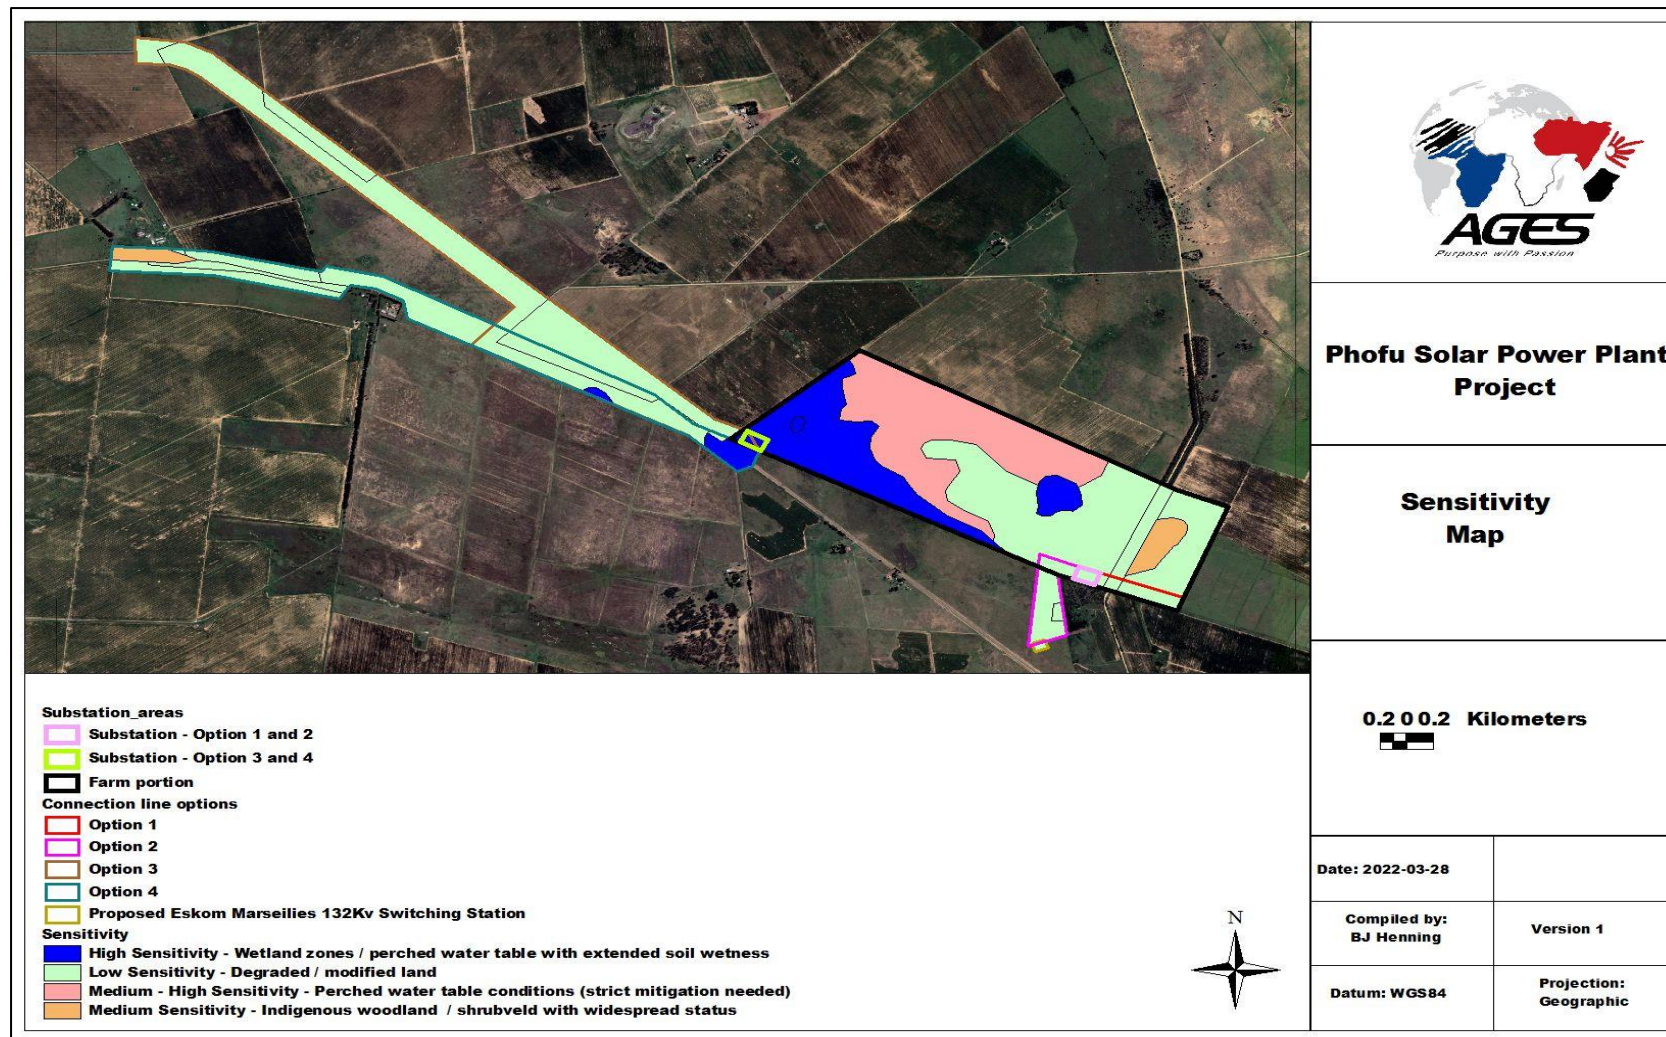 AGES
Purpose with Passion
Phofu Solar Power Plant
Project
Sensitivity
Map
0.2 0 0.2 Kilometers
Date: 2022-03-28
Compiled by:
BJ Henning
Version 1
Datum: WGS84
Projection:
Geographic
Substation_areas
Substation - Option 1 and 2
Substation - Option 3 and 4
Farm portion
Connection line options
Option 1
Option 2
Option 3
Option 4
Proposed Eskom Marseilies 132Kv Switching Station
Sensitivity
High Sensitivity - Wetland zones / perched water table with extended soil wetness
Low Sensitivity - Degraded / modified land
Medium - High Sensitivity - Perched water table conditions (strict mitigation needed)
Medium Sensitivity - Indigenous woodland / shrubveld with widespread status
N